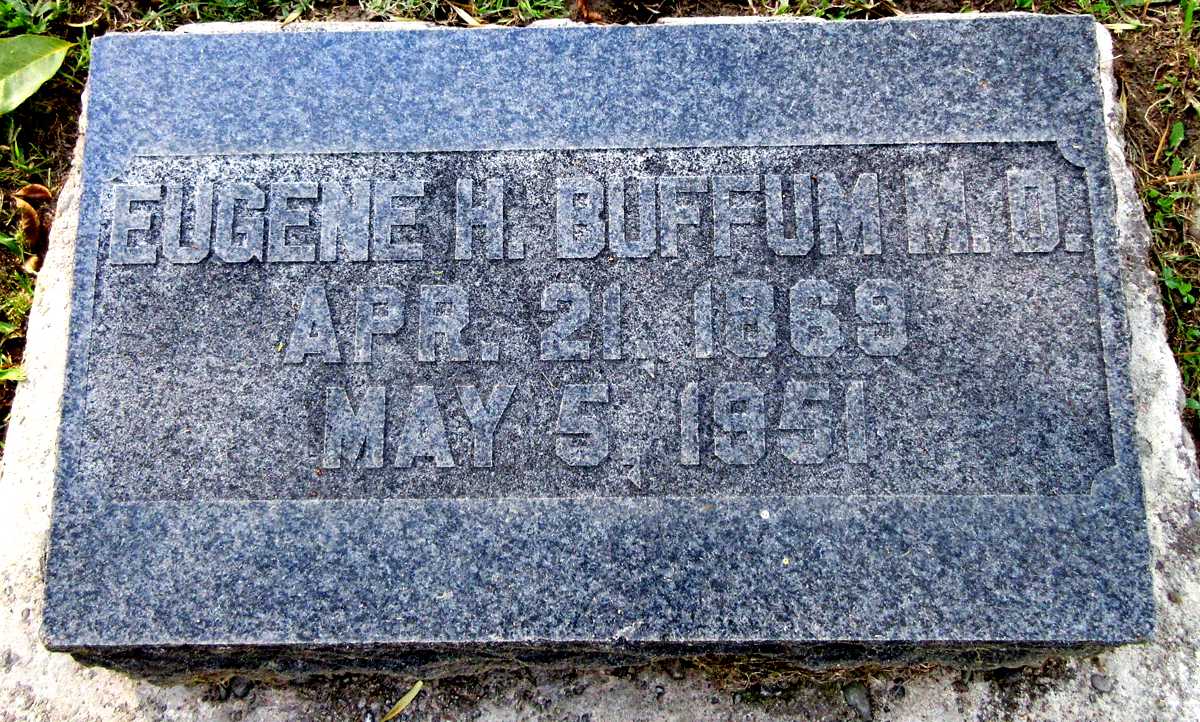 EUGENE H. BUFFUM M.D.
APR. 21, 1869
MAY 5, 1951